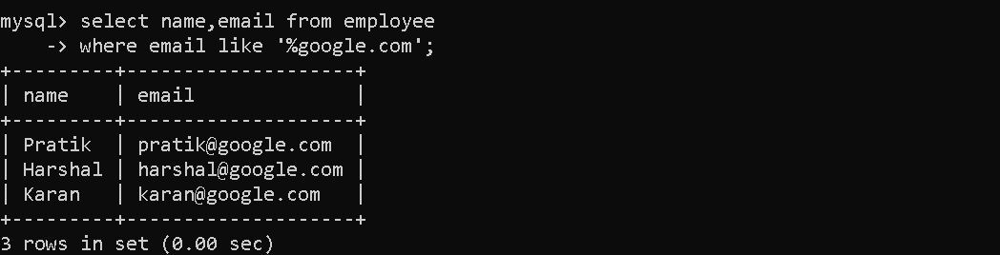 mysql> select name,email from employee
    -> where email like '%google.com';
+---------+--------------------+
| name    | email              |
+---------+--------------------+
| Pratik  | pratik@google.com  |
| Harshal | harshal@google.com |
| Karan   | karan@google.com   |
+---------+--------------------+
3 rows in set (0.00 sec)